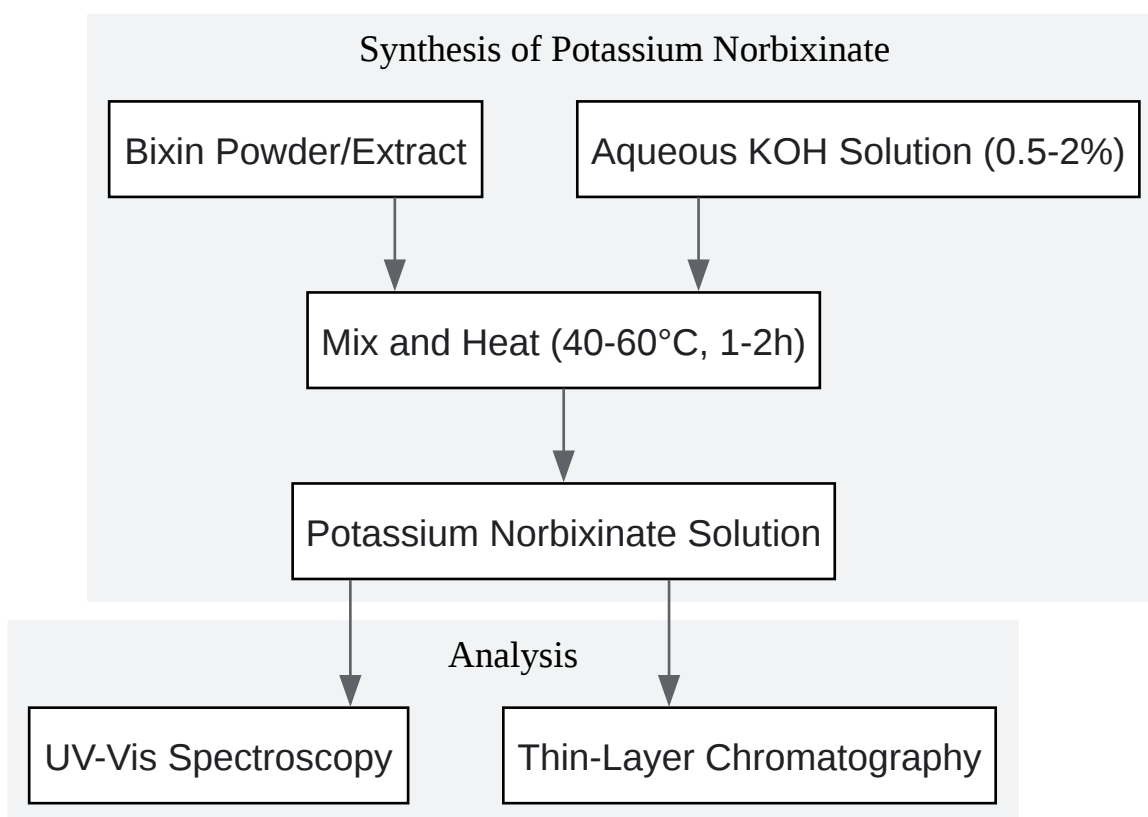 Synthesis of Potassium Norbixinate
Bixin Powder/Extract
Aqueous KOH Solution (0.5-2%)
Mix and Heat (40-60°C, 1-2h)
Potassium Norbixinate Solution
Analysis
UV-Vis Spectroscopy
Thin-Layer Chromatography